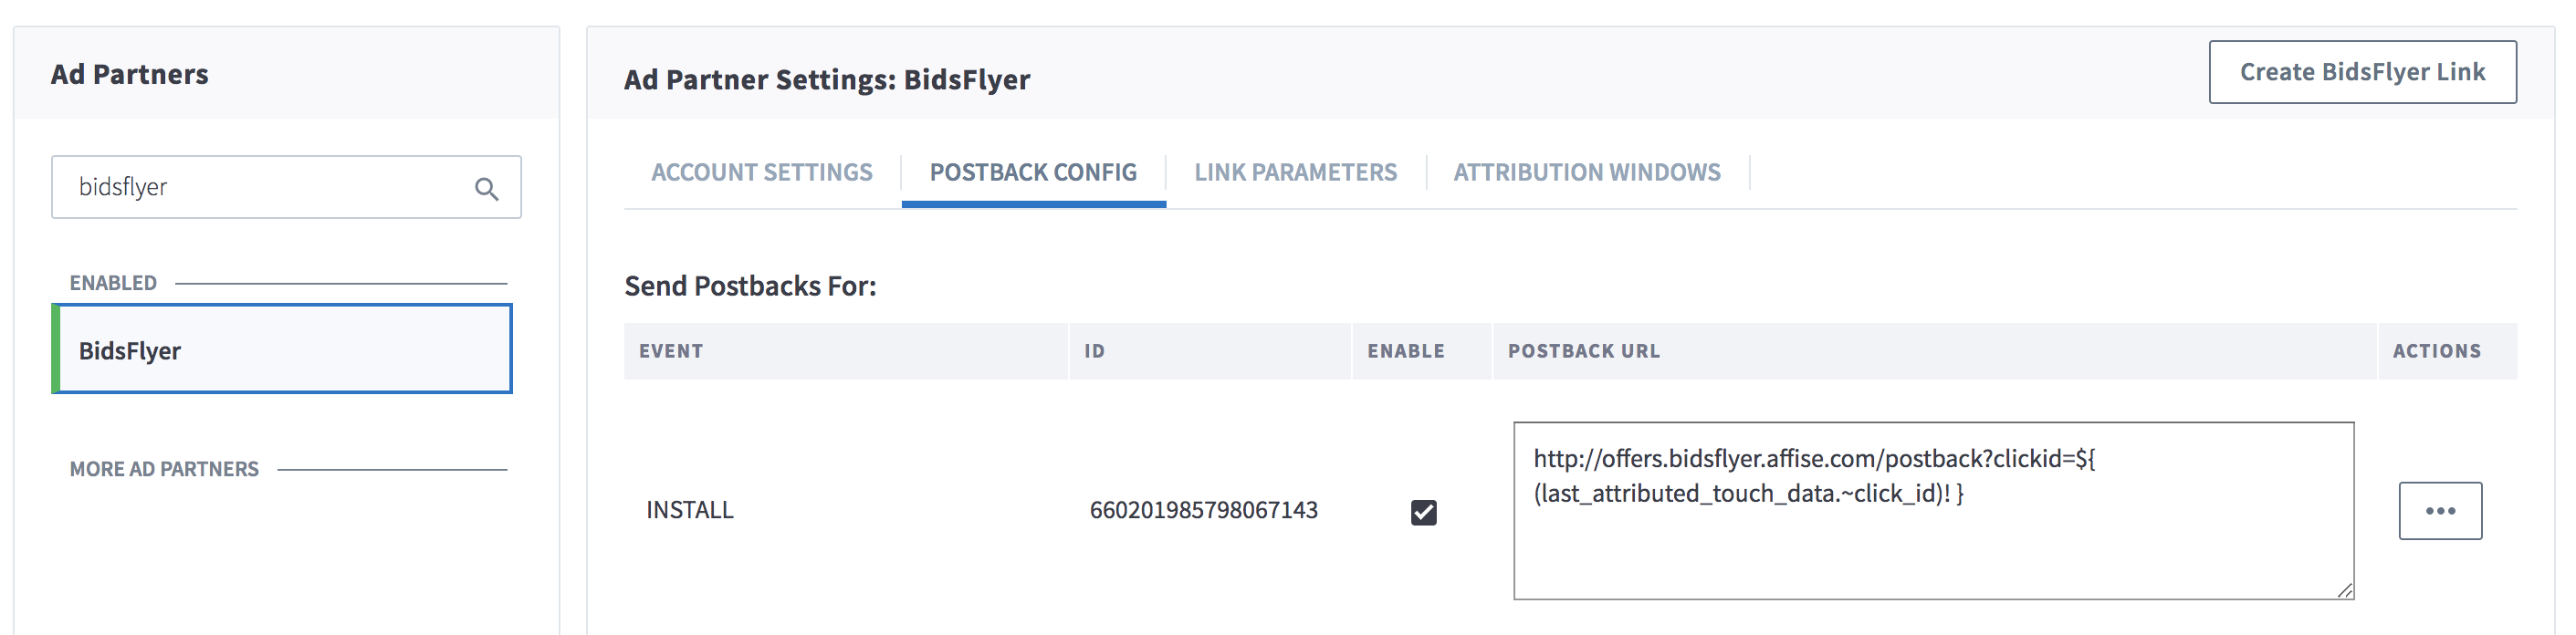 Ad Partners
bidsflyer
ENABLED
BidsFlyer
MORE AD PARTNERS
Ad Partner Settings: BidsFlyer
Create BidsFlyer Link
ACCOUNT SETTINGS
POSTBACK CONFIG
LINK PARAMETERS
ATTRIBUTION WINDOWS
Send Postbacks For:
EVENT
ID
ENABLE
POSTBACK URL
ACTIONS
INSTALL
660201985798067143
http://offers.bidsflyer.affise.com/postback?clickid=${
(last_attributed_touch_data.~click_id)! }